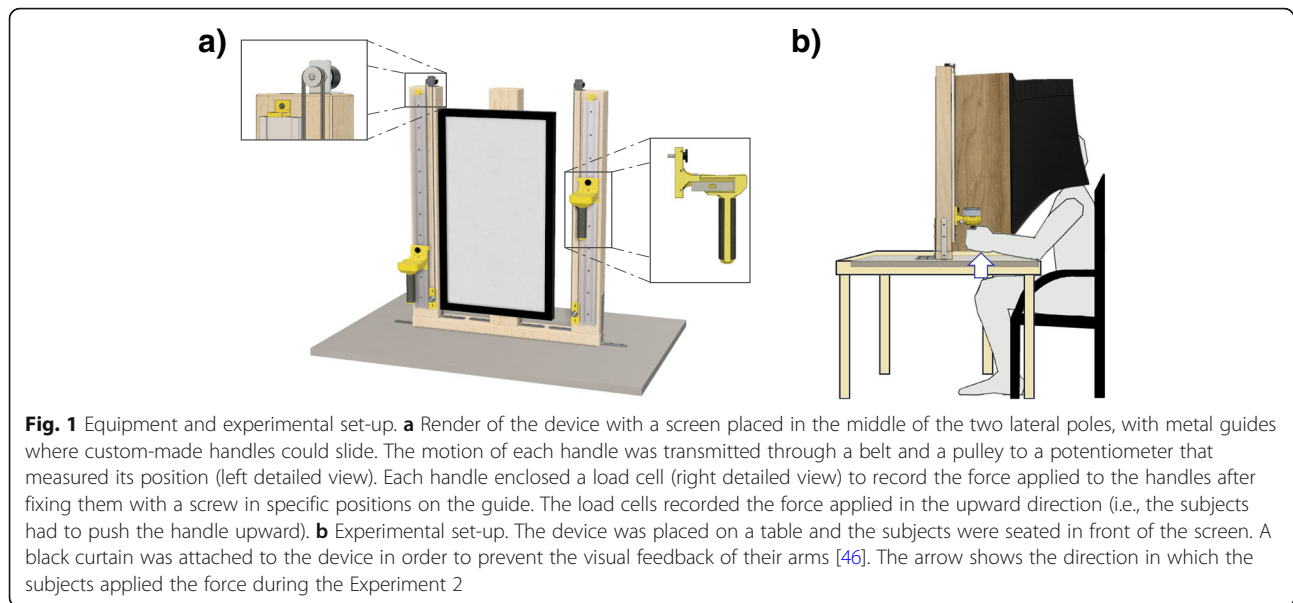 a)
b)
Fig. 1 Equipment and experimental set-up. a Render of the device with a screen placed in the middle of the two lateral poles, with metal guides
where custom-made handles could slide. The motion of each handle was transmitted through a belt and a pulley to a potentiometer that
measured its position (left detailed view). Each handle enclosed a load cell (right detailed view) to record the force applied to the handles after
fixing them with a screw in specific positions on the guide. The load cells recorded the force applied in the upward direction (i.e., the subjects
had to push the handle upward). b Experimental set-up. The device was placed on a table and the subjects were seated in front of the screen. A
black curtain was attached to the device in order to prevent the visual feedback of their arms [46]. The arrow shows the direction in which the
subjects applied the force during the Experiment 2